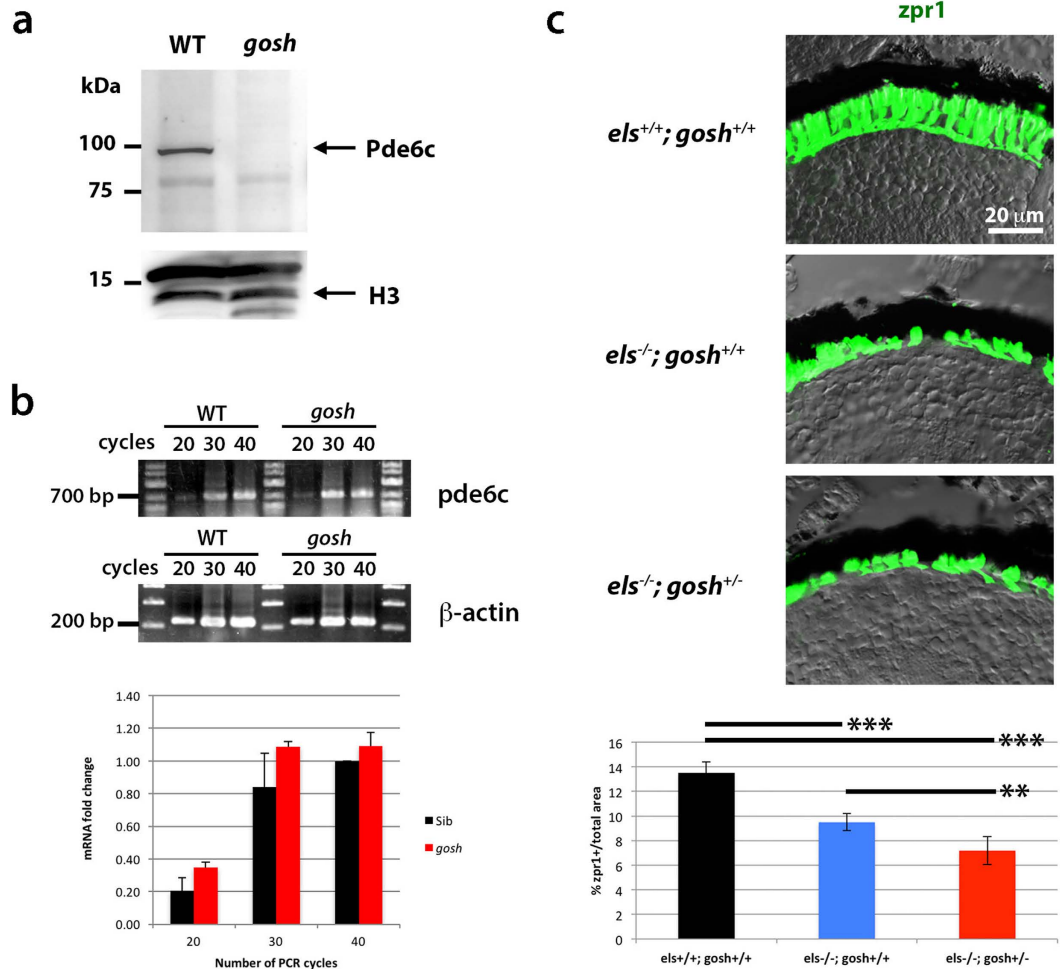 a
WT gosh
kDa
100
Pde6c
75
15
H3
b
WT gosh
cycles 20 30 40 20 30 40
700 bp
pde6c
WT gosh
cycles 20 30 40 20 30 40
200 bp
β-actin
1.40
1.20
1.00
0.80
0.60
0.40
0.20
0.00
mRNA fold change
20 30 40
Number of PCR cycles
Sib
gosh
c
zpr1
els+/+; gosh+/+
20 µm
els-/-; gosh+/+
els-/-; gosh+/-
***
***
**
16
14
12
10
8
6
4
2
0
% zpr1+/total area
els+/+; gosh+/+ els-/-; gosh+/+ els-/-; gosh+/-